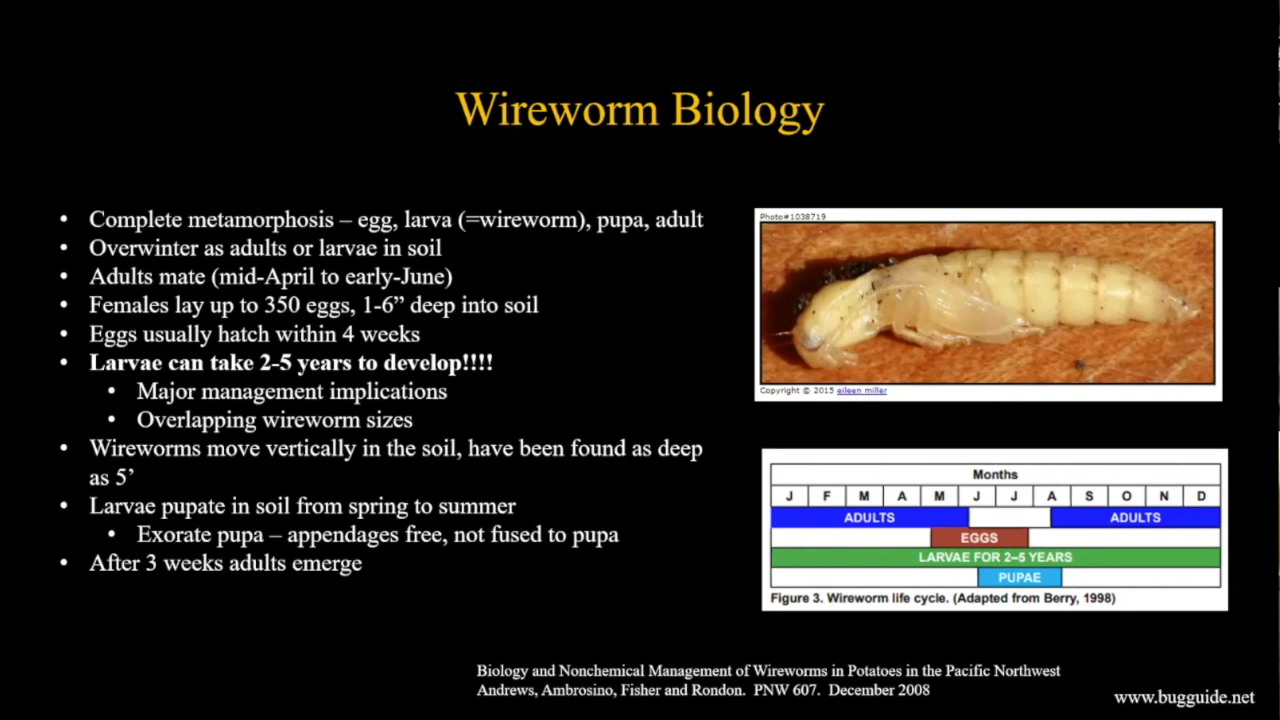 Wireworm Biology
• Complete metamorphosis – egg, larva (=wireworm), pupa, adult
• Overwinter as adults or larvae in soil
• Adults mate (mid-April to early-June)
• Females lay up to 350 eggs, 1-6” deep into soil
• Eggs usually hatch within 4 weeks
• Larvae can take 2-5 years to develop!!!!
• Major management implications
• Overlapping wireworm sizes
• Wireworms move vertically in the soil, have been found as deep
as 5’
• Larvae pupate in soil from spring to summer
• Exorate pupa – appendages free, not fused to pupa
• After 3 weeks adults emerge
Photo#1038719
Copyright © 2015 eileen miller
Months
J F M A M J J A S O N D
ADULTS ADULTS
EGGS
LARVAE FOR 2–5 YEARS
PUPAE
Figure 3. Wireworm life cycle. (Adapted from Berry, 1998)
Biology and Nonchemical Management of Wireworms in Potatoes in the Pacific Northwest
Andrews, Ambrosino, Fisher and Rondon. PNW 607. December 2008
www.bugguide.net